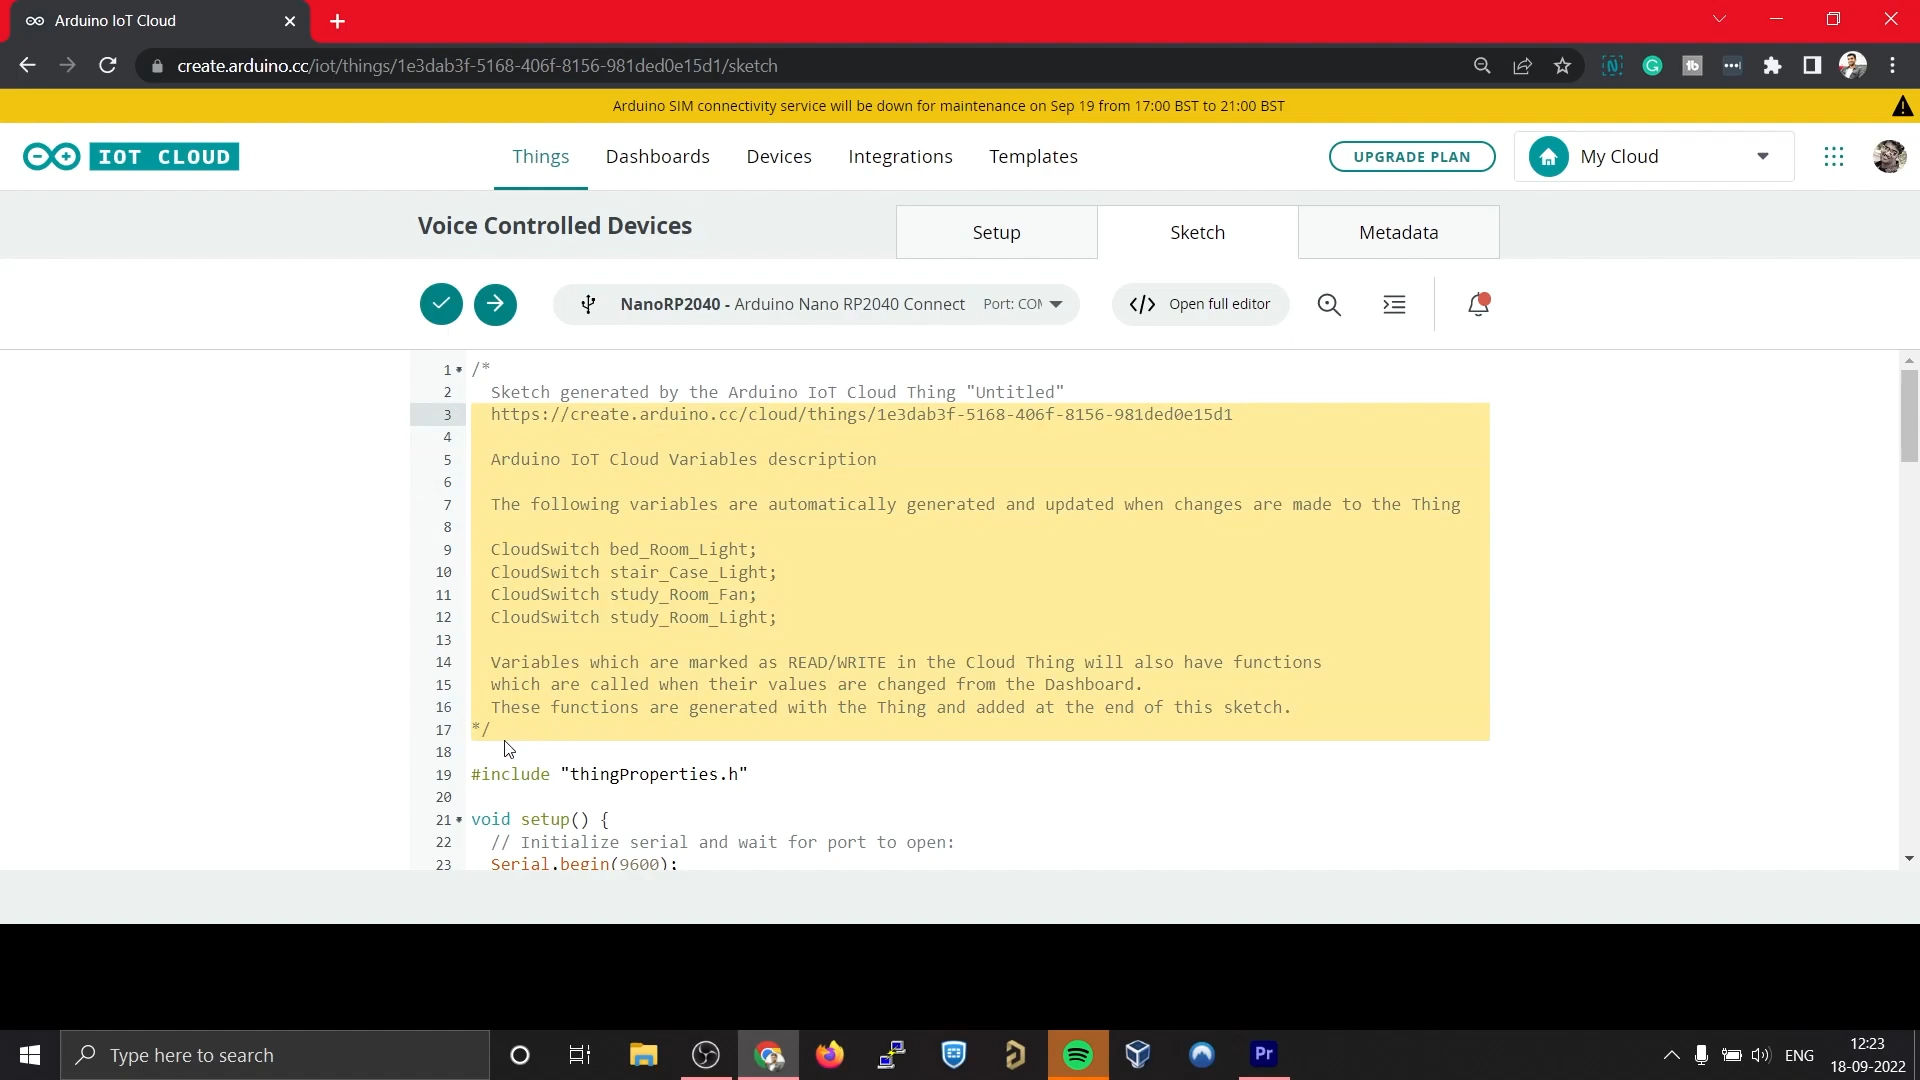 Arduino IoT Cloud
create.arduino.cc/iot/things/1e3dab3f-5168-406f-8156-981ded0e15d1/sketch
Arduino SIM connectivity service will be down for maintenance on Sep 19 from 17:00 BST to 21:00 BST
IOT CLOUD
Things
Dashboards
Devices
Integrations
Templates
UPGRADE PLAN
My Cloud
Voice Controlled Devices
Setup
Sketch
Metadata
NanoRP2040 - Arduino Nano RP2040 Connect Port: COM
</> Open full editor
1 /*
2 Sketch generated by the Arduino IoT Cloud Thing "Untitled"
3 https://create.arduino.cc/cloud/things/1e3dab3f-5168-406f-8156-981ded0e15d1
4
5 Arduino IoT Cloud Variables description
6
7 The following variables are automatically generated and updated when changes are made to the Thing
8
9 CloudSwitch bed_Room_Light;
10 CloudSwitch stair_Case_Light;
11 CloudSwitch study_Room_Fan;
12 CloudSwitch study_Room_Light;
13
14 Variables which are marked as READ/WRITE in the Cloud Thing will also have functions
15 which are called when their values are changed from the Dashboard.
16 These functions are generated with the Thing and added at the end of this sketch.
17 */
18
19 #include "thingProperties.h"
20
21 void setup() {
22 // Initialize serial and wait for port to open:
23 Serial.begin(9600);
Type here to search
Pr
ENG
12:23
18-09-2022